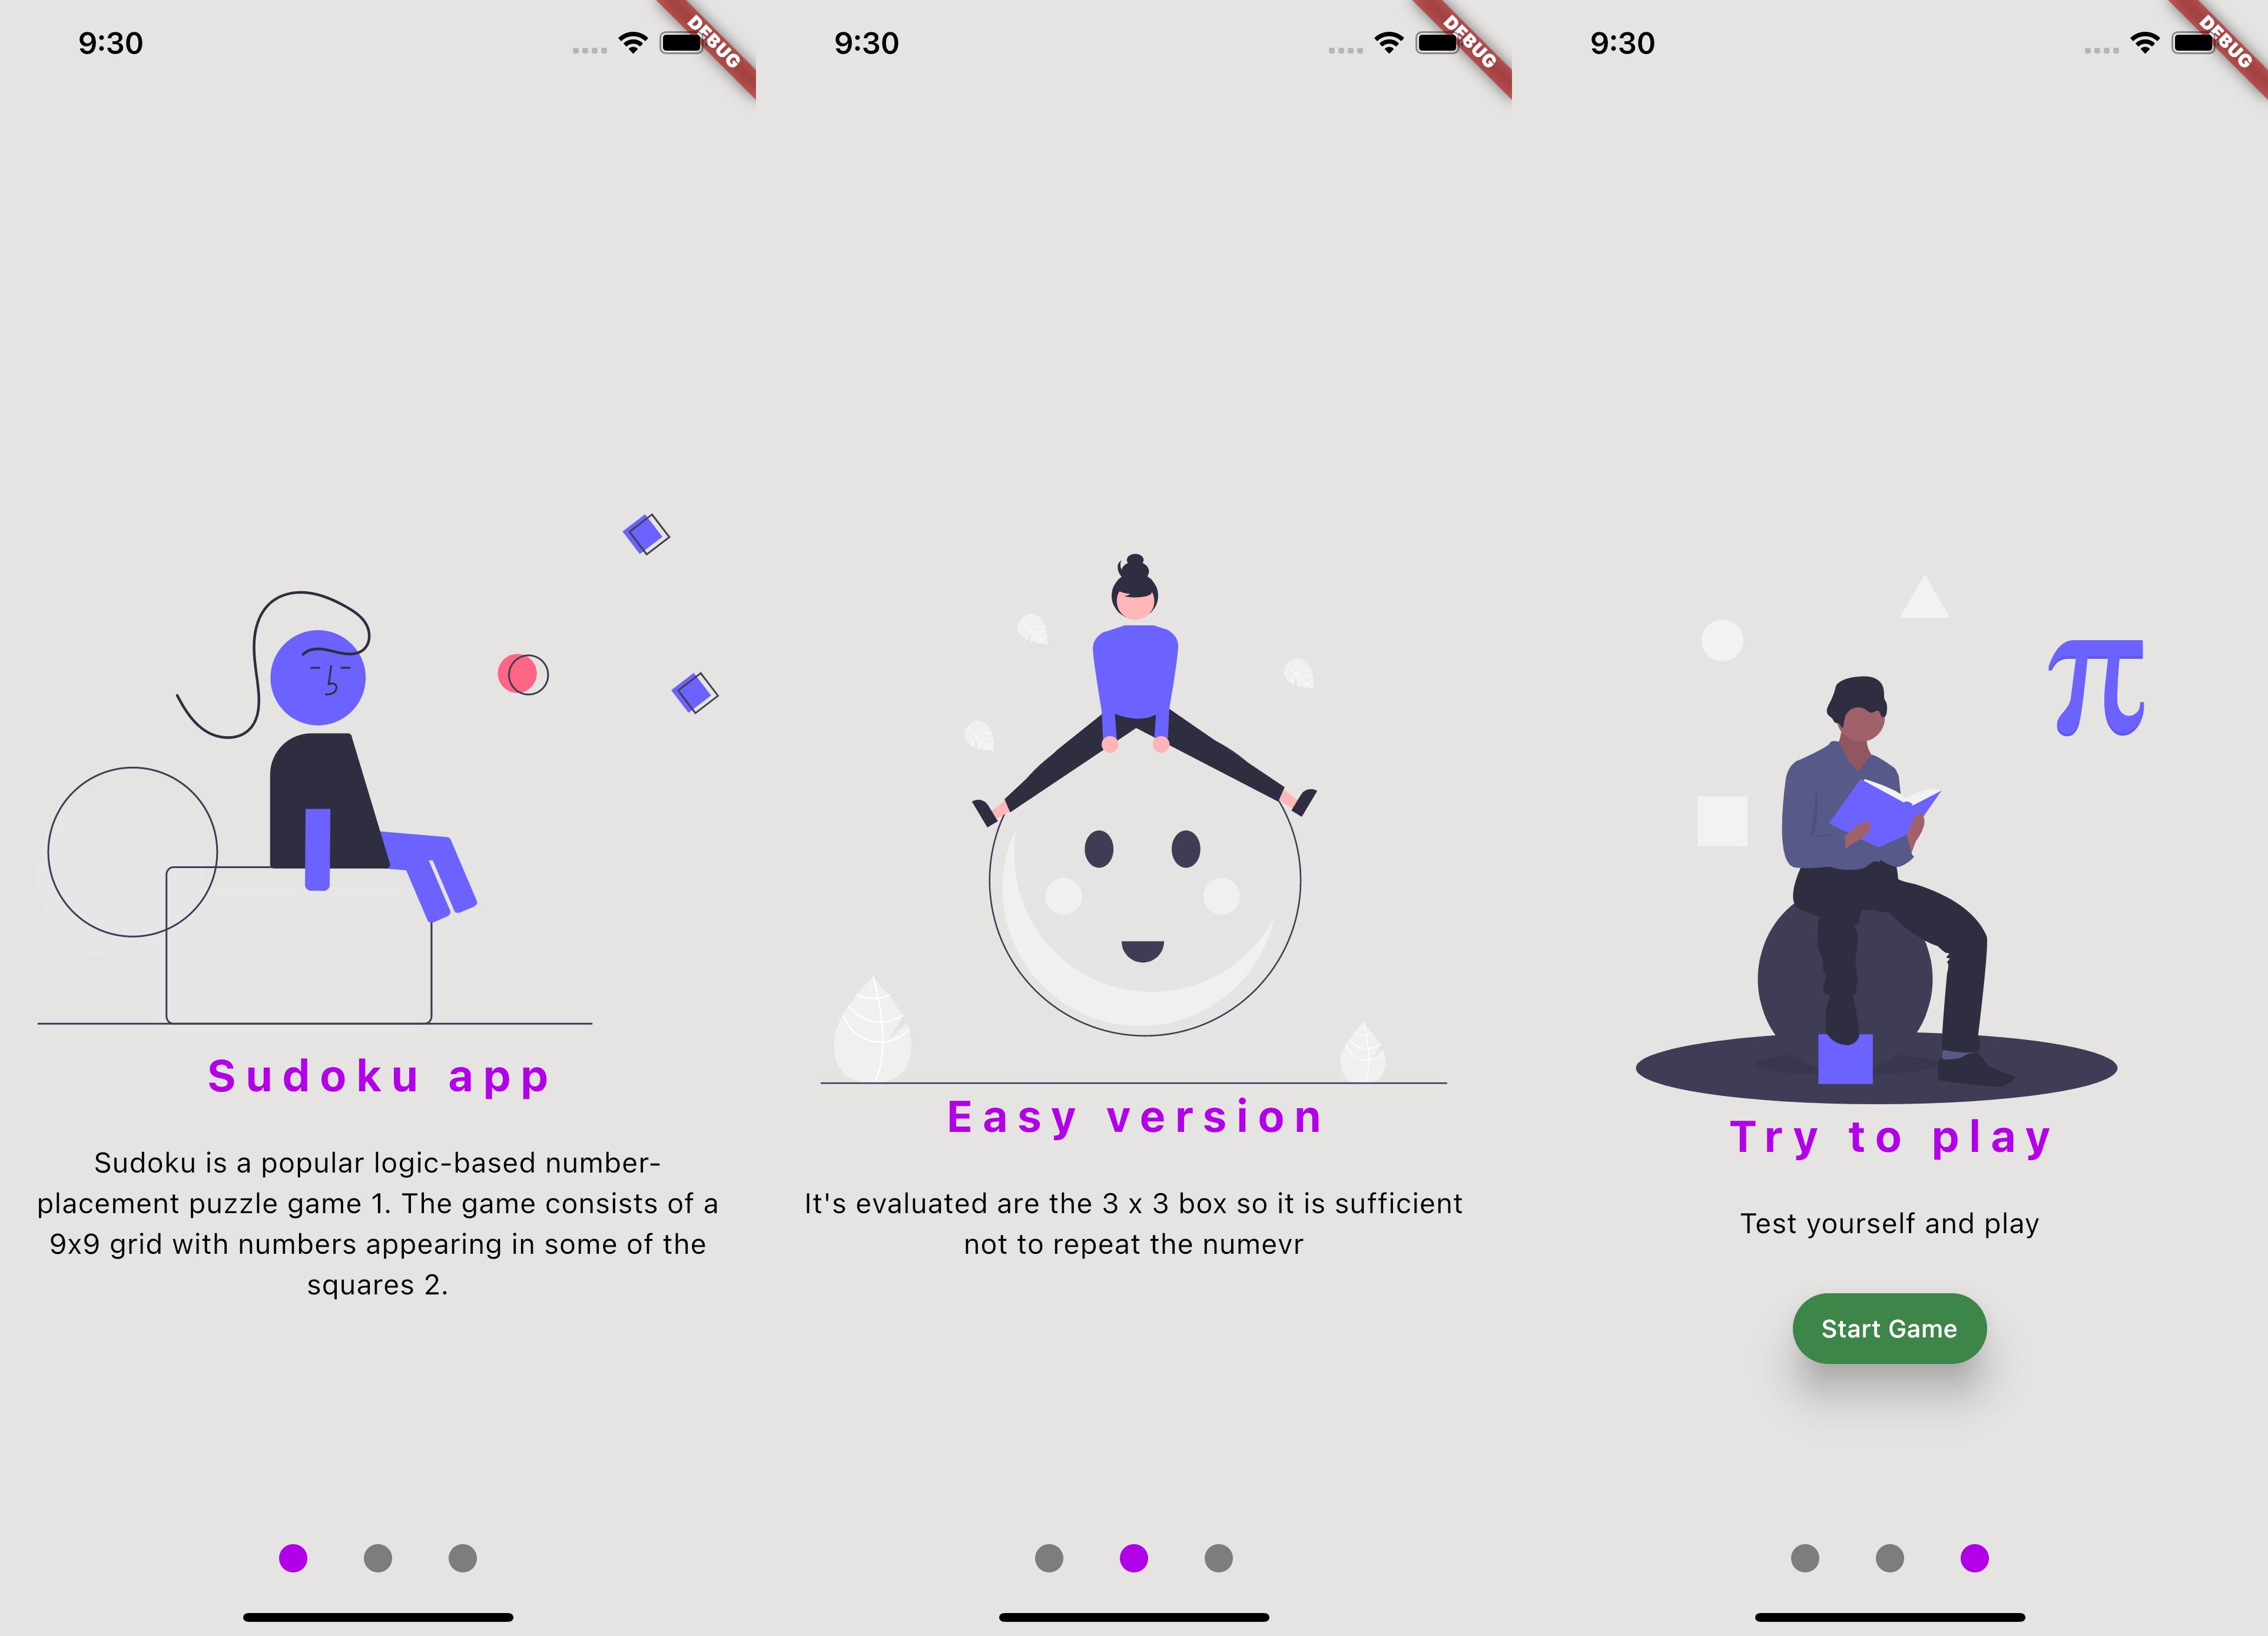 9:30
DEBUG
Sudoku app
Sudoku is a popular logic-based number-
placement puzzle game 1. The game consists of a
9x9 grid with numbers appearing in some of the
squares 2.
9:30
DEBUG
Easy version
It's evaluated are the 3 x 3 box so it is sufficient
not to repeat the numevr
9:30
DEBUG
π
Try to play
Test yourself and play
Start Game